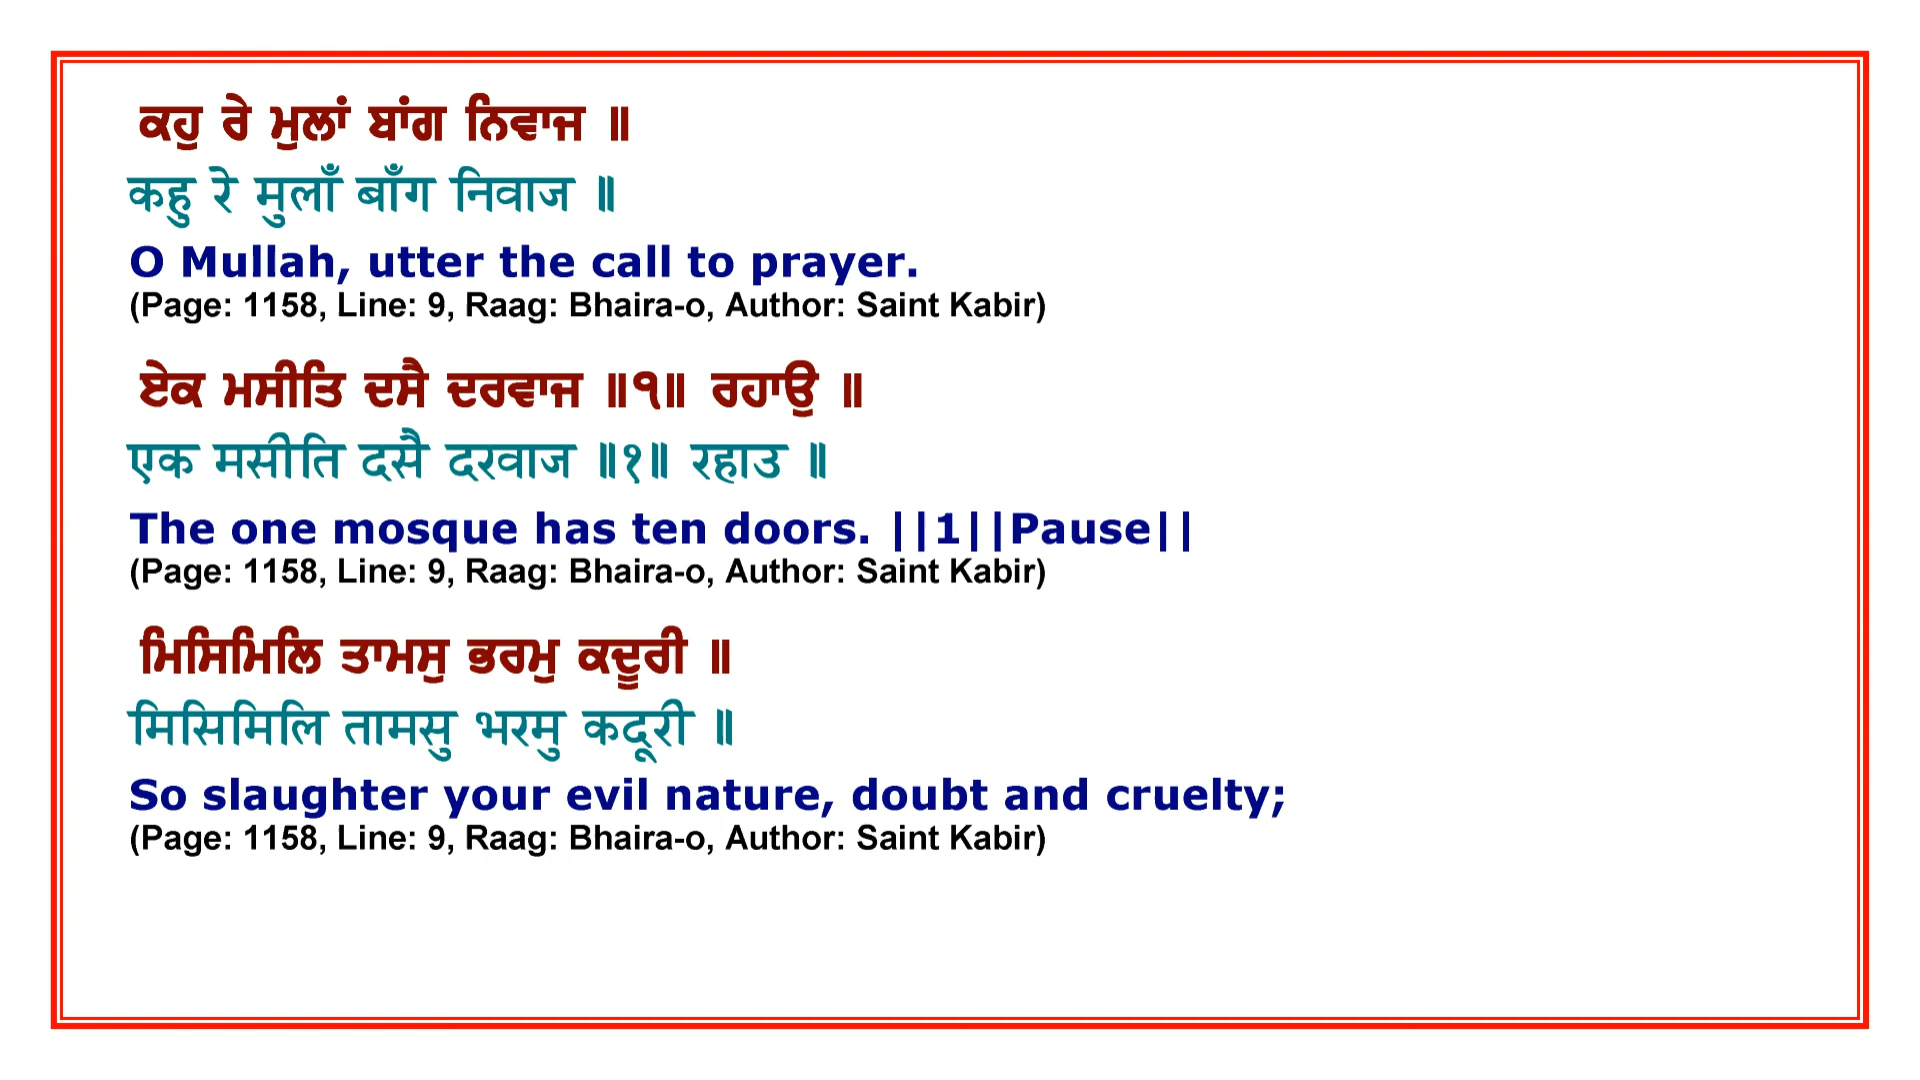 ਕਹੁ ਰੇ ਮੁਲਾਂ ਬਾਂਗ ਨਿਵਾਜ ॥
कहु रे मुलाँ बाँग निवाज ॥
O Mullah, utter the call to prayer.
(Page: 1158, Line: 9, Raag: Bhaira-o, Author: Saint Kabir)
ਏਕ ਮਸੀਤਿ ਦਸੈ ਦਰਵਾਜ ॥੧॥ ਰਹਾਉ ॥
एक मसीति दसै दरवाज ॥१॥ रहाउ ॥
The one mosque has ten doors. ||1||Pause||
(Page: 1158, Line: 9, Raag: Bhaira-o, Author: Saint Kabir)
ਮਿਸਿਮਿਲਿ ਤਾਮਸੁ ਭਰਮੁ ਕਦੂਰੀ ॥
मिसिमिलि तामसु भरमु कदूरी ॥
So slaughter your evil nature, doubt and cruelty;
(Page: 1158, Line: 9, Raag: Bhaira-o, Author: Saint Kabir)